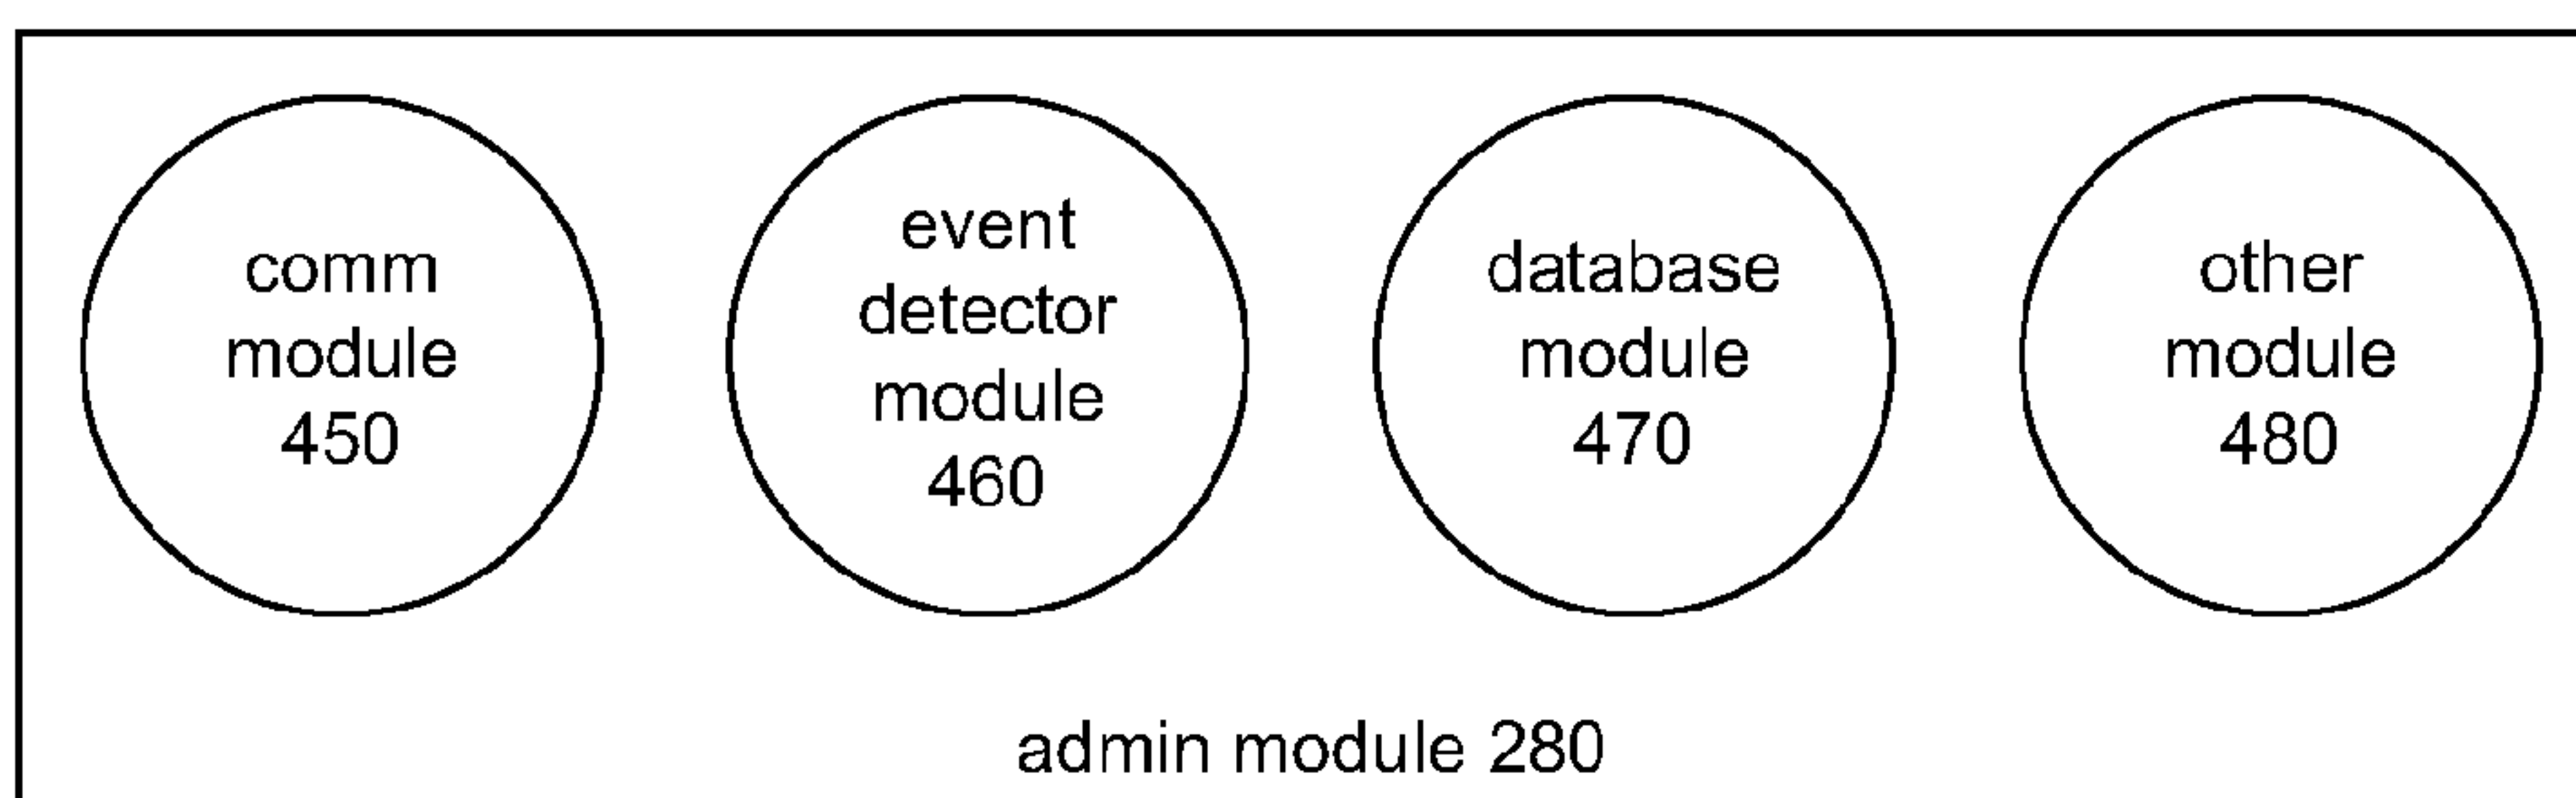 comm
module
450
event
detector
module
460
database
module
470
other
module
480
admin module 280